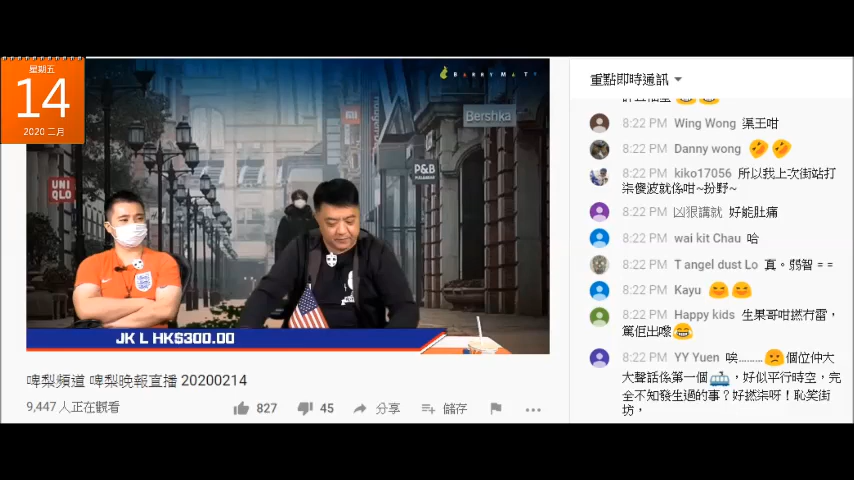 星期五
14
2020 二月
BARRYMATT
Bershka
UNI
QLO
P&B
JK L HK$300.00
啤梨頻道 啤梨晚報直播 20200214
9,447 人正在觀看
827
45
分享
儲存
重點即時通訊
8:22 PM Wing Wong 渠王咁
8:22 PM Danny wong 🤣🤣
8:22 PM kiko17056 所以我上次街站打
柒傻波就係咁~扮野~
8:22 PM 凶狠講就 好能肚痛
8:22 PM wai kit Chau 哈
8:22 PM T angel dust Lo 真。弱智 = =
8:22 PM Kayu 😆😆
8:22 PM Happy kids 生果哥咁撚冇雷，
篤佢出嚟😂
8:22 PM YY Yuen 唉.........😕個位仲大
大聲話係第一個🚌，好似平行時空，完
全不知發生過的事？好撚柒呀！恥笑街
坊，